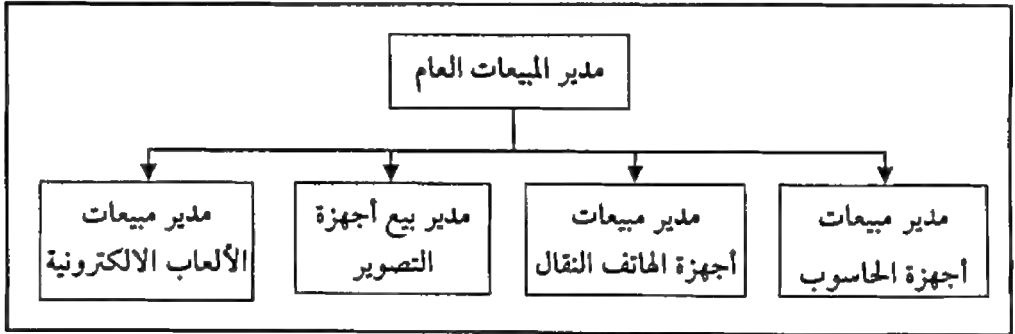 مدير المبيعات العام
مدير مبيعات
أجهزة الحاسوب
مدير مبيعات
أجهزة الهاتف النقال
مدير بيع أجهزة
التصوير
مدير مبيعات
الألعاب الالكترونية